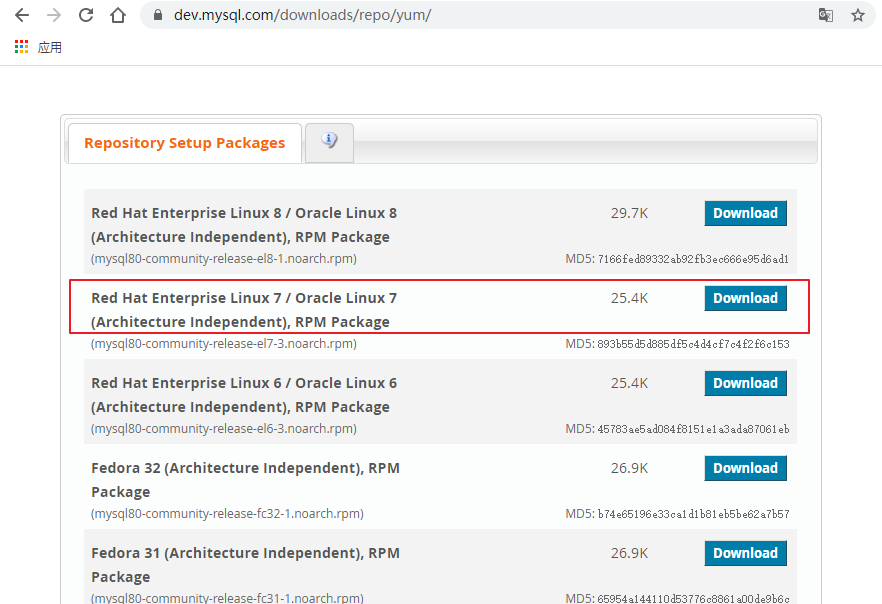 dev.mysql.com/downloads/repo/yum/
应用
Repository Setup Packages
Red Hat Enterprise Linux 8 / Oracle Linux 8 29.7K Download
(Architecture Independent), RPM Package
(mysql80-community-release-el8-1.noarch.rpm) MD5: 7166fed89332ab92fb3ec666e95d6ad1
Red Hat Enterprise Linux 7 / Oracle Linux 7 25.4K Download
(Architecture Independent), RPM Package
(mysql80-community-release-el7-3.noarch.rpm) MD5: 893b55d5d885df5c4d4cf7c4f2f6c153
Red Hat Enterprise Linux 6 / Oracle Linux 6 25.4K Download
(Architecture Independent), RPM Package
(mysql80-community-release-el6-3.noarch.rpm) MD5: 45783ae5ad084f8151e1a3ada87061eb
Fedora 32 (Architecture Independent), RPM 26.9K Download
Package
(mysql80-community-release-fc32-1.noarch.rpm) MD5: b74e65196e33ca1d1b81eb5be62a7b57
Fedora 31 (Architecture Independent), RPM 26.9K Download
Package
(mysql80-community-release-fc31-1.noarch.rpm) MD5: 65954a144110d53776c8861a00de9b6c